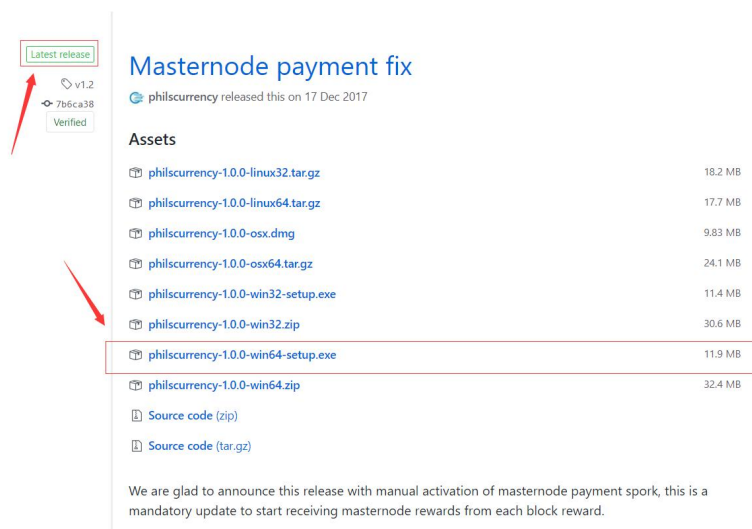 Latest release
v1.2
7b6ca38
Verified
Masternode payment fix
philscurrency released this on 17 Dec 2017
Assets
philscurrency-1.0.0-linux32.tar.gz 18.2 MB
philscurrency-1.0.0-linux64.tar.gz 17.7 MB
philscurrency-1.0.0-osx.dmg 9.83 MB
philscurrency-1.0.0-osx64.tar.gz 24.1 MB
philscurrency-1.0.0-win32-setup.exe 11.4 MB
philscurrency-1.0.0-win32.zip 30.6 MB
philscurrency-1.0.0-win64-setup.exe 11.9 MB
philscurrency-1.0.0-win64.zip 32.4 MB
Source code (zip)
Source code (tar.gz)
We are glad to announce this release with manual activation of masternode payment spork, this is a
mandatory update to start receiving masternode rewards from each block reward.